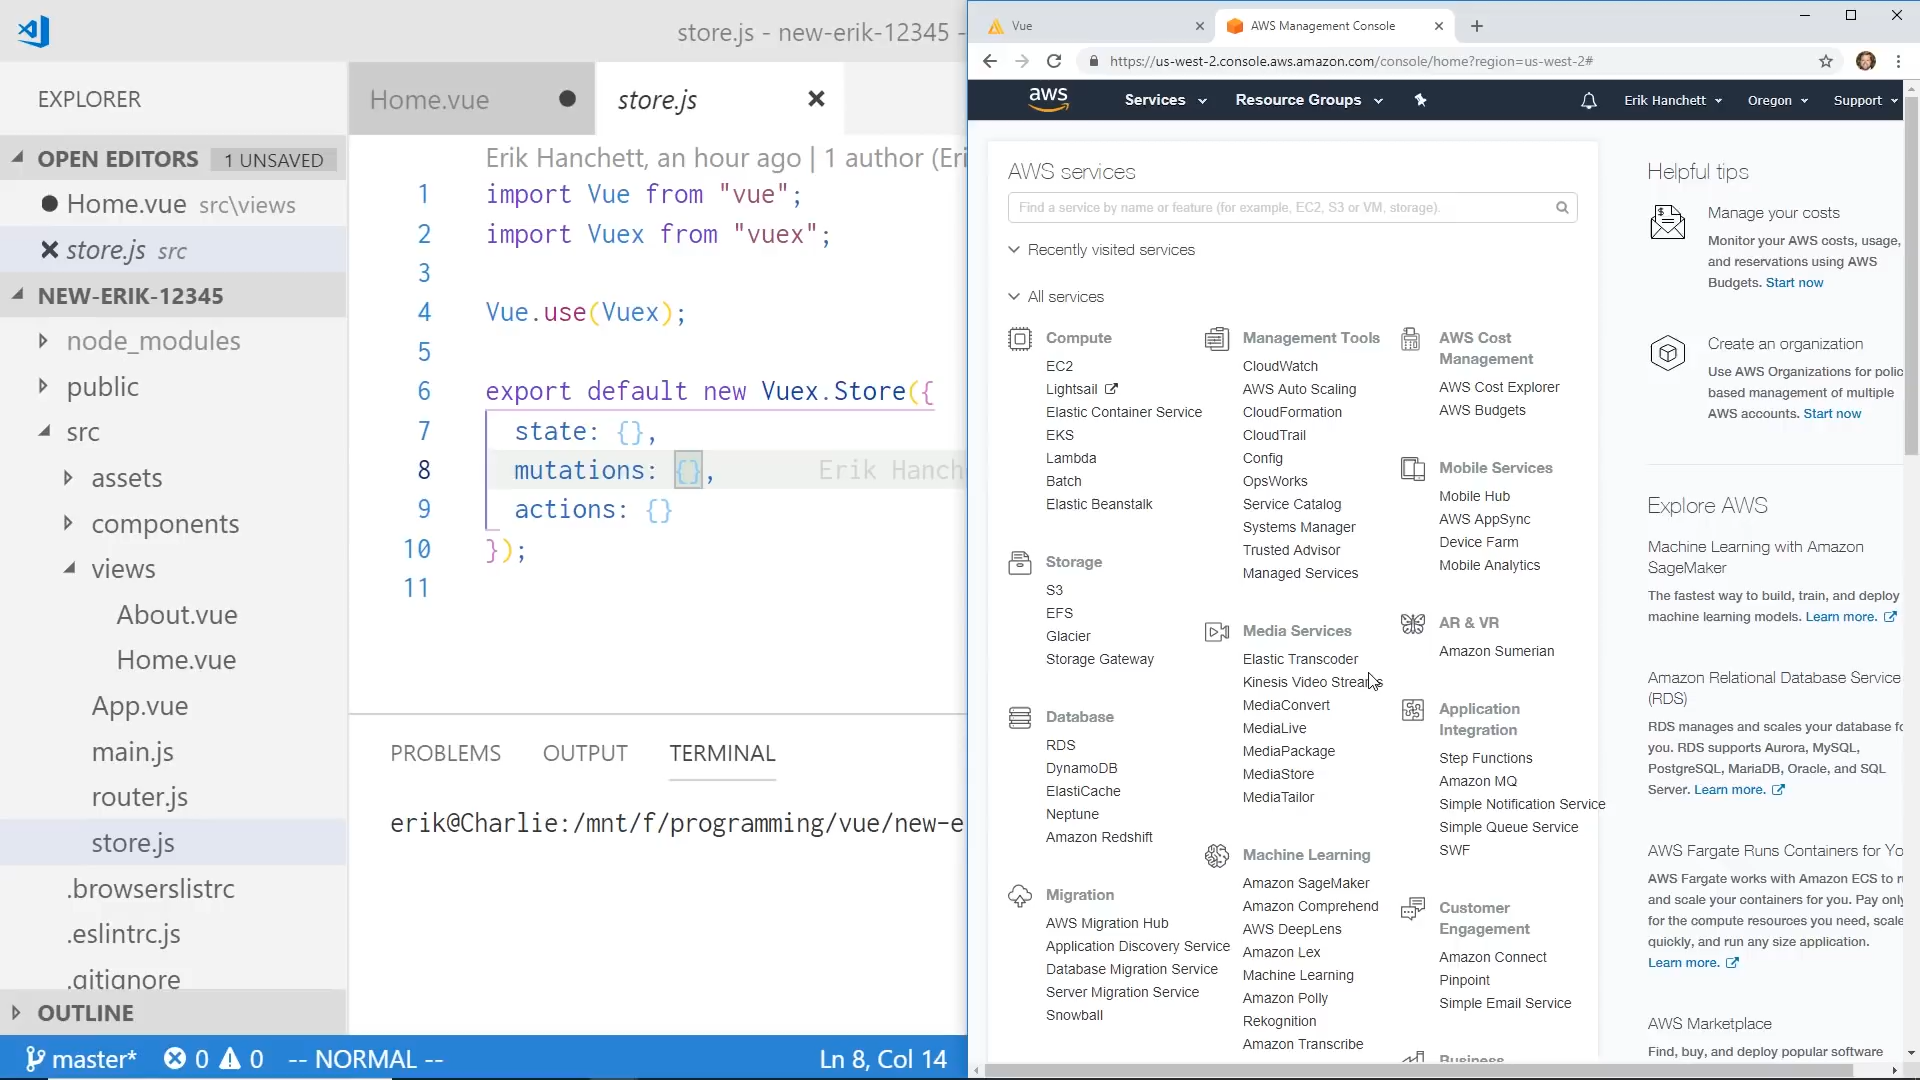 store.js - new-erik-12345 -
EXPLORER
OPEN EDITORS 1 UNSAVED
Home.vue src\views
store.js src
NEW-ERIK-12345
node_modules
public
src
assets
components
views
About.vue
Home.vue
App.vue
main.js
router.js
store.js
.browserslistrc
.eslintrc.js
.gitignore
OUTLINE
master* 0 0 -- NORMAL -- Ln 8, Col 14
Home.vue
store.js
Erik Hanchett, an hour ago | 1 author (Eri
1 import Vue from "vue";
2 import Vuex from "vuex";
3
4 Vue.use(Vuex);
5
6 export default new Vuex.Store({
7 state: {},
8 mutations: {}, Erik Hanch
9 actions: {}
10 });
11
PROBLEMS OUTPUT TERMINAL
erik@Charlie:/mnt/f/programming/vue/new-e
Vue
AWS Management Console
https://us-west-2.console.aws.amazon.com/console/home?region=us-west-2#
aws Services Resource Groups Erik Hanchett Oregon Support
AWS services
Find a service by name or feature (for example, EC2, S3 or VM, storage).
Recently visited services
All services
Compute
EC2
Lightsail
Elastic Container Service
EKS
Lambda
Batch
Elastic Beanstalk
Storage
S3
EFS
Glacier
Storage Gateway
Database
RDS
DynamoDB
ElastiCache
Neptune
Amazon Redshift
Migration
AWS Migration Hub
Application Discovery Service
Database Migration Service
Server Migration Service
Snowball
Management Tools
CloudWatch
AWS Auto Scaling
CloudFormation
CloudTrail
Config
OpsWorks
Service Catalog
Systems Manager
Trusted Advisor
Managed Services
Media Services
Elastic Transcoder
Kinesis Video Streams
MediaConvert
MediaLive
MediaPackage
MediaStore
MediaTailor
Machine Learning
Amazon SageMaker
Amazon Comprehend
AWS DeepLens
Amazon Lex
Machine Learning
Amazon Polly
Rekognition
Amazon Transcribe
AWS Cost
Management
AWS Cost Explorer
AWS Budgets
Mobile Services
Mobile Hub
AWS AppSync
Device Farm
Mobile Analytics
AR & VR
Amazon Sumerian
Application
Integration
Step Functions
Amazon MQ
Simple Notification Service
Simple Queue Service
SWF
Customer
Engagement
Amazon Connect
Pinpoint
Simple Email Service
Business
Helpful tips
Manage your costs
Monitor your AWS costs, usage,
and reservations using AWS
Budgets. Start now
Create an organization
Use AWS Organizations for polic
based management of multiple
AWS accounts. Start now
Explore AWS
Machine Learning with Amazon
SageMaker
The fastest way to build, train, and deploy
machine learning models. Learn more.
Amazon Relational Database Service
(RDS)
RDS manages and scales your database fo
you. RDS supports Aurora, MySQL,
PostgreSQL, MariaDB, Oracle, and SQL
Server. Learn more.
AWS Fargate Runs Containers for Yo
AWS Fargate works with Amazon ECS to r
and scale your containers for you. Pay only
for the compute resources you need, scale
quickly, and run any size application.
Learn more.
AWS Marketplace
Find, buy, and deploy popular software